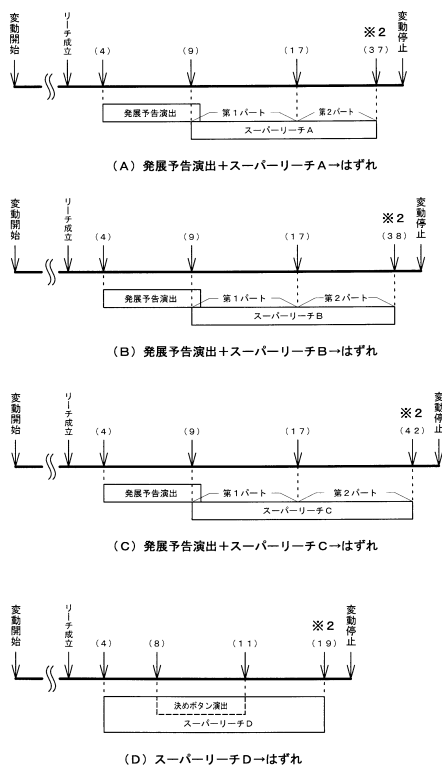 変動開始
リーチ成立
(4)
(9)
(17)
※2
(37)
変動停止
発展予告演出
第1パート
第2パート
スーパーリーチA
(A)発展予告演出+スーパーリーチA→はずれ
変動開始
リーチ成立
(4)
(9)
(17)
※2
(38)
変動停止
発展予告演出
第1パート
第2パート
スーパーリーチB
(B)発展予告演出+スーパーリーチB→はずれ
変動開始
リーチ成立
(4)
(9)
(17)
※2
(42)
変動停止
発展予告演出
第1パート
第2パート
スーパーリーチC
(C)発展予告演出+スーパーリーチC→はずれ
変動開始
リーチ成立
(4)
(8)
(11)
※2
(19)
変動停止
決めボタン演出
スーパーリーチD
(D)スーパーリーチD→はずれ